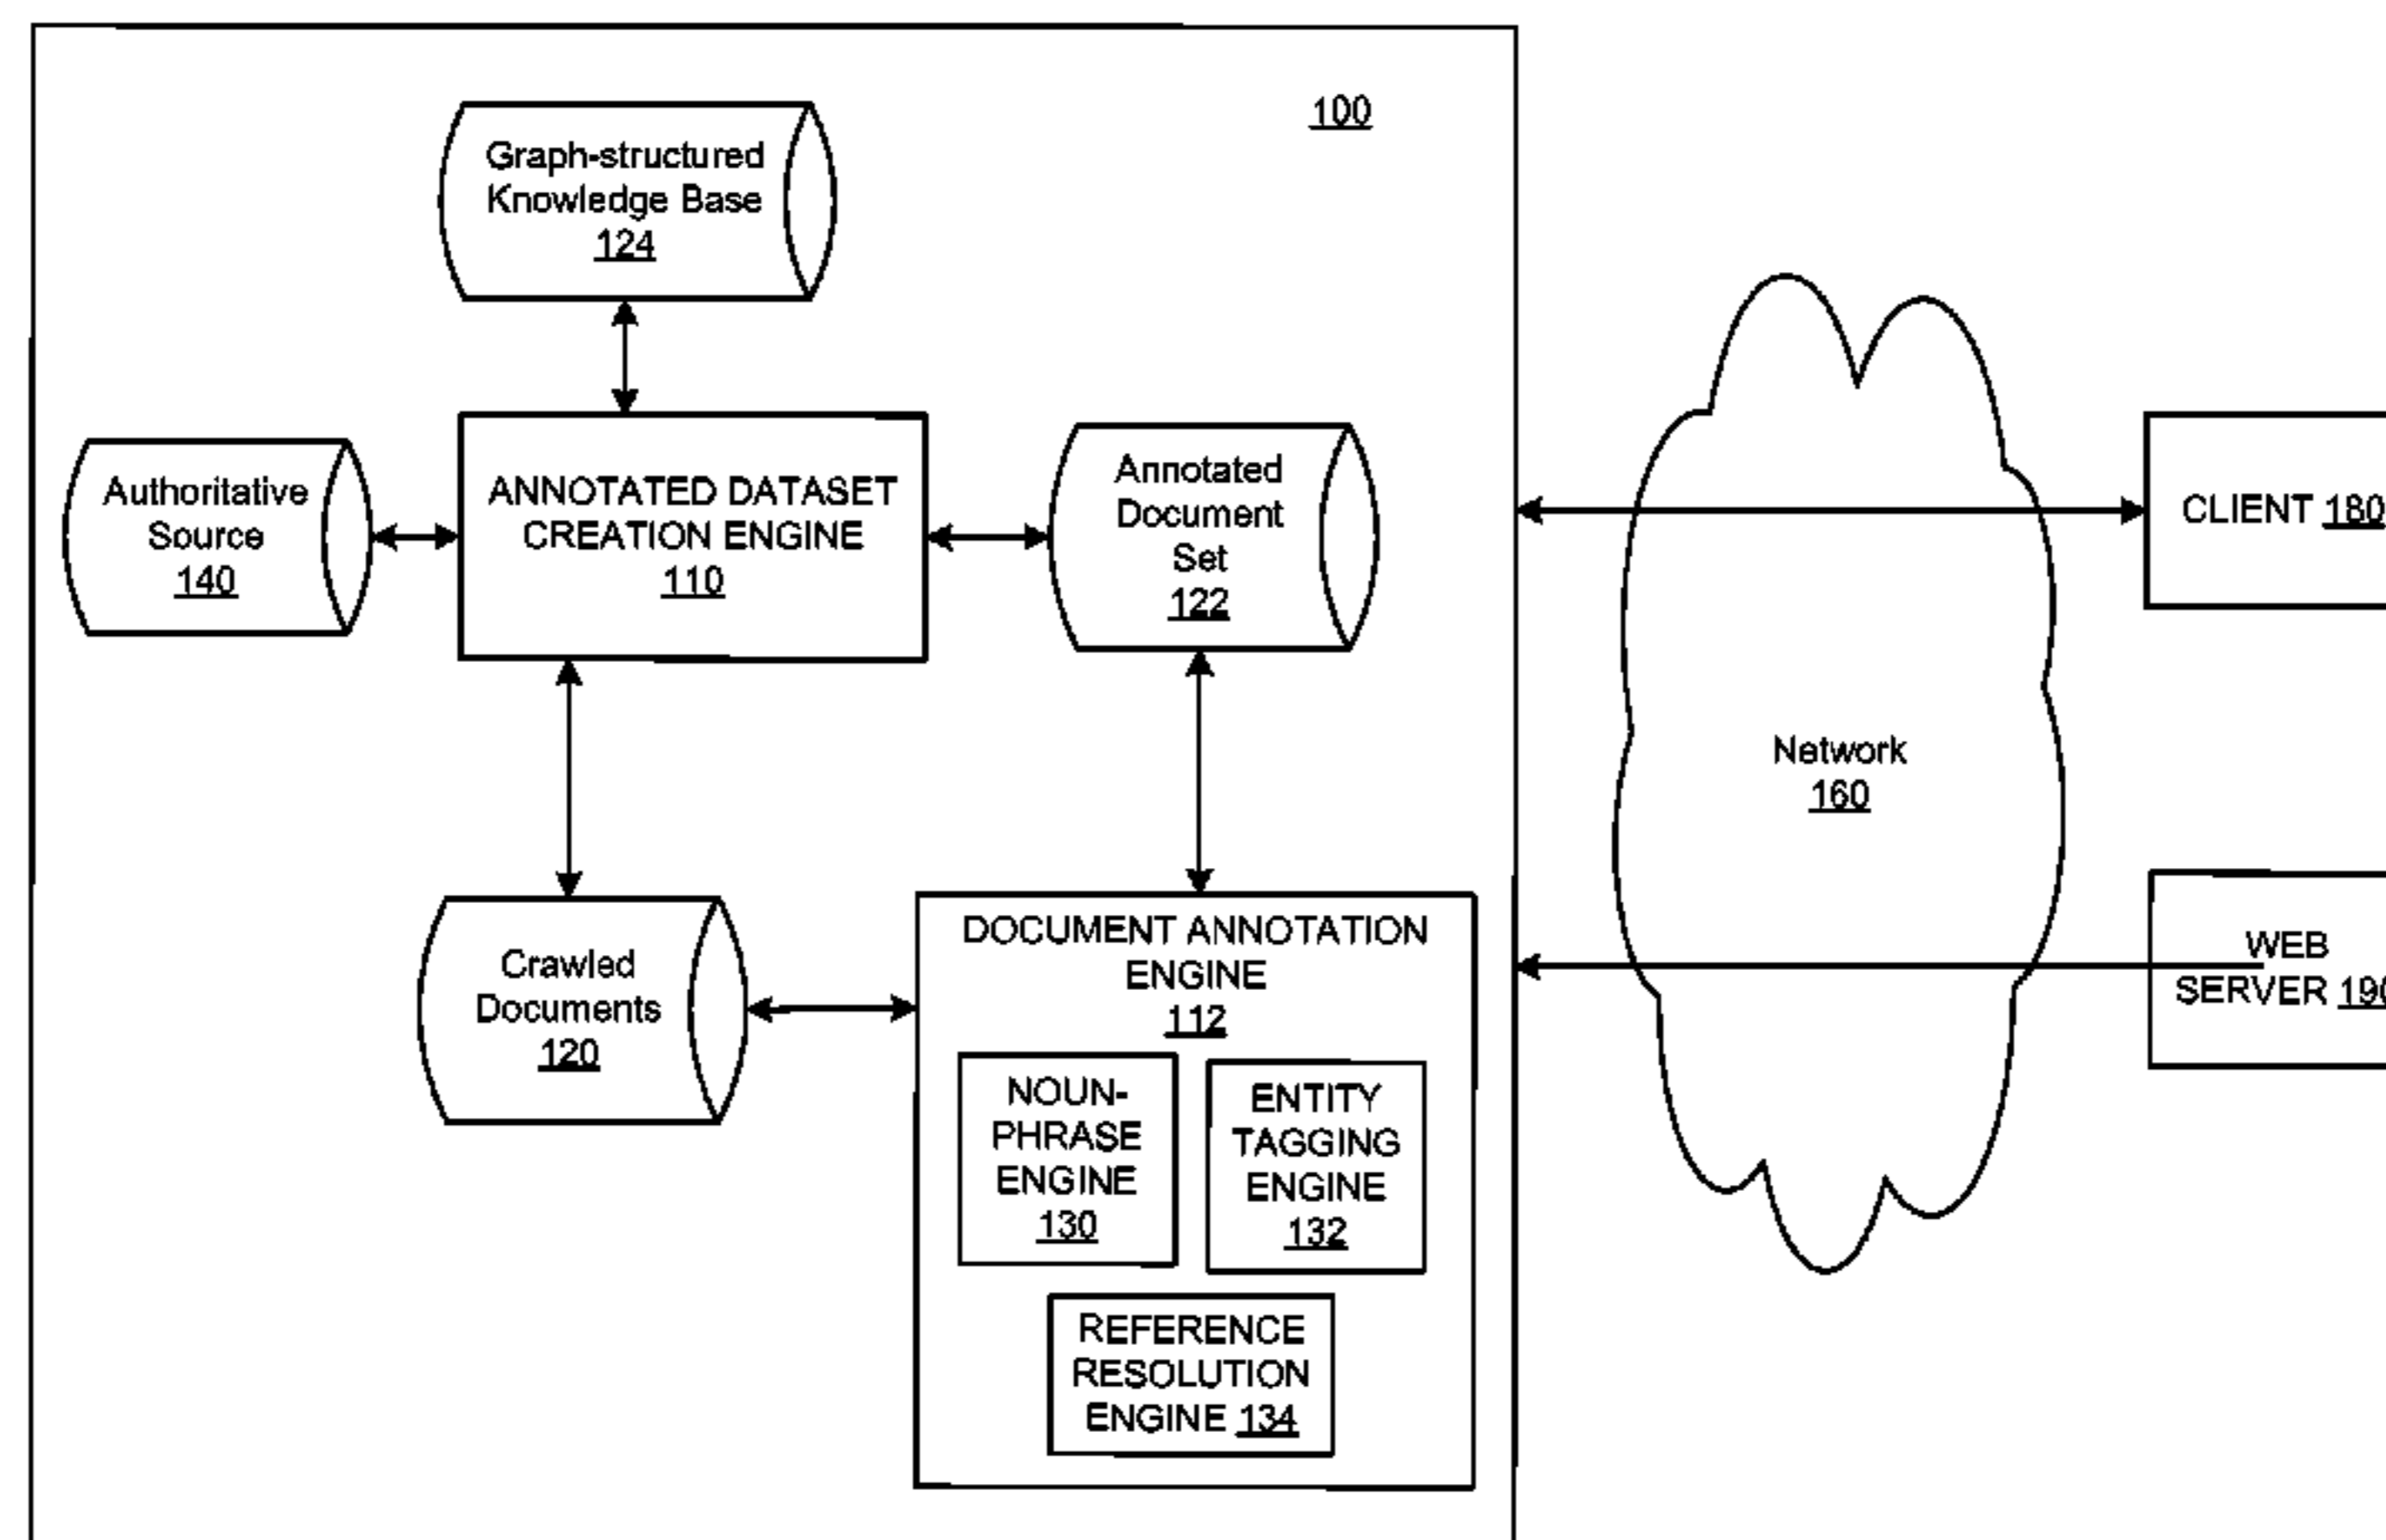 100
Graph-structured
Knowledge Base
124
Authoritative
Source
140
ANNOTATED DATASET
CREATION ENGINE
110
Annotated
Document
Set
122
CLIENT 180
Network
160
Crawled
Documents
120
DOCUMENT ANNOTATION
ENGINE
112
NOUN-
PHRASE
ENGINE
130
ENTITY
TAGGING
ENGINE
132
REFERENCE
RESOLUTION
ENGINE 134
WEB
SERVER 190